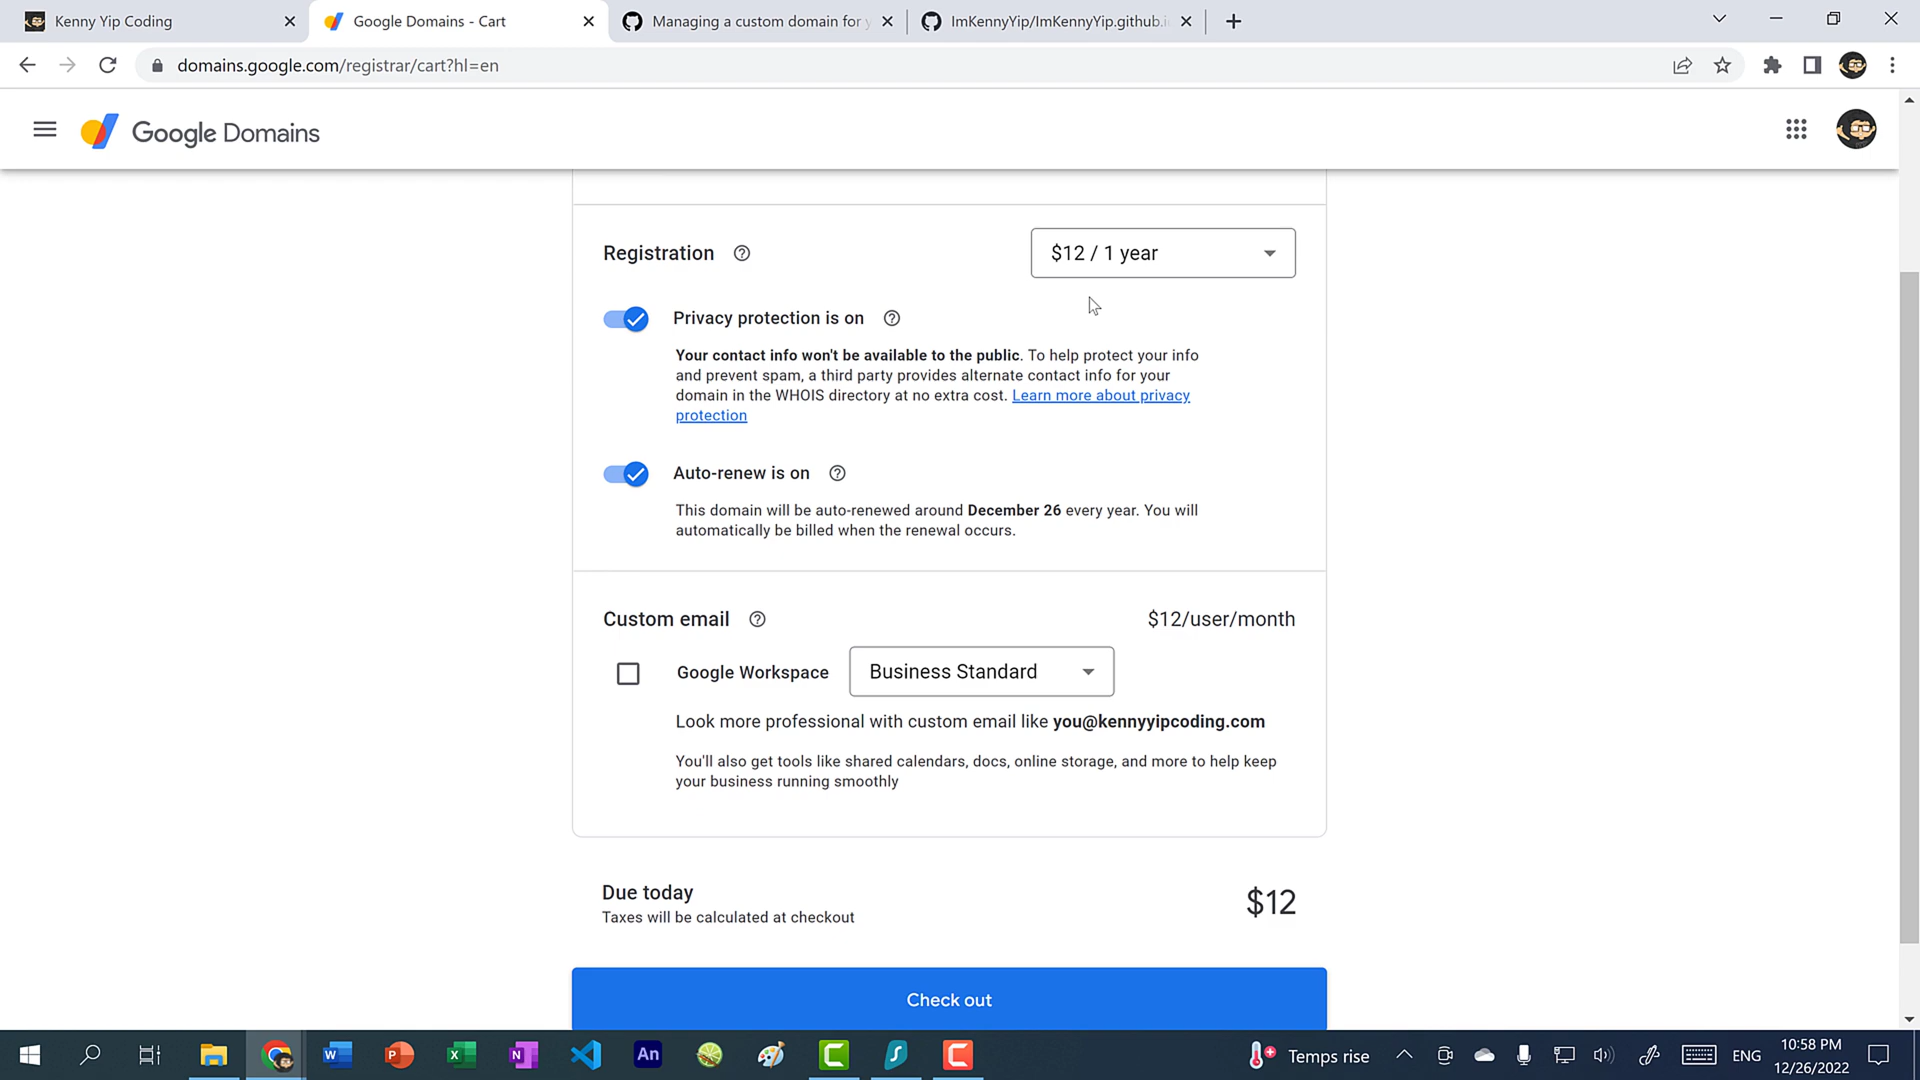 Kenny Yip Coding
Google Domains - Cart
Managing a custom domain for y
ImKennyYip/ImKennyYip.github.i
domains.google.com/registrar/cart?hl=en
Google Domains
Registration
$12 / 1 year
Privacy protection is on
Your contact info won't be available to the public. To help protect your info
and prevent spam, a third party provides alternate contact info for your
domain in the WHOIS directory at no extra cost. Learn more about privacy
protection
Auto-renew is on
This domain will be auto-renewed around December 26 every year. You will
automatically be billed when the renewal occurs.
Custom email
$12/user/month
Google Workspace
Business Standard
Look more professional with custom email like you@kennyyipcoding.com
You'll also get tools like shared calendars, docs, online storage, and more to help keep
your business running smoothly
Due today
$12
Taxes will be calculated at checkout
Check out
An
Temps rise
ENG
10:58 PM
12/26/2022